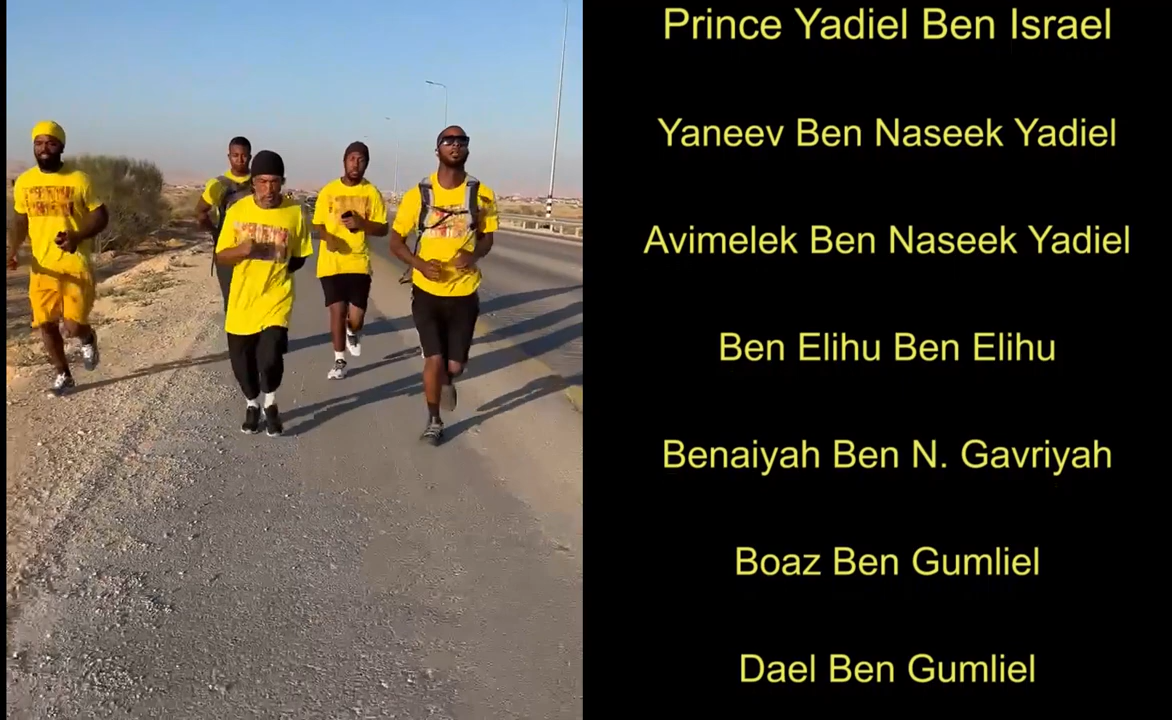 Prince Yadiel Ben Israel
Yaneev Ben Naseek Yadiel
Avimelek Ben Naseek Yadiel
Ben Elihu Ben Elihu
Benaiyah Ben N. Gavriyah
Boaz Ben Gumliel
Dael Ben Gumliel